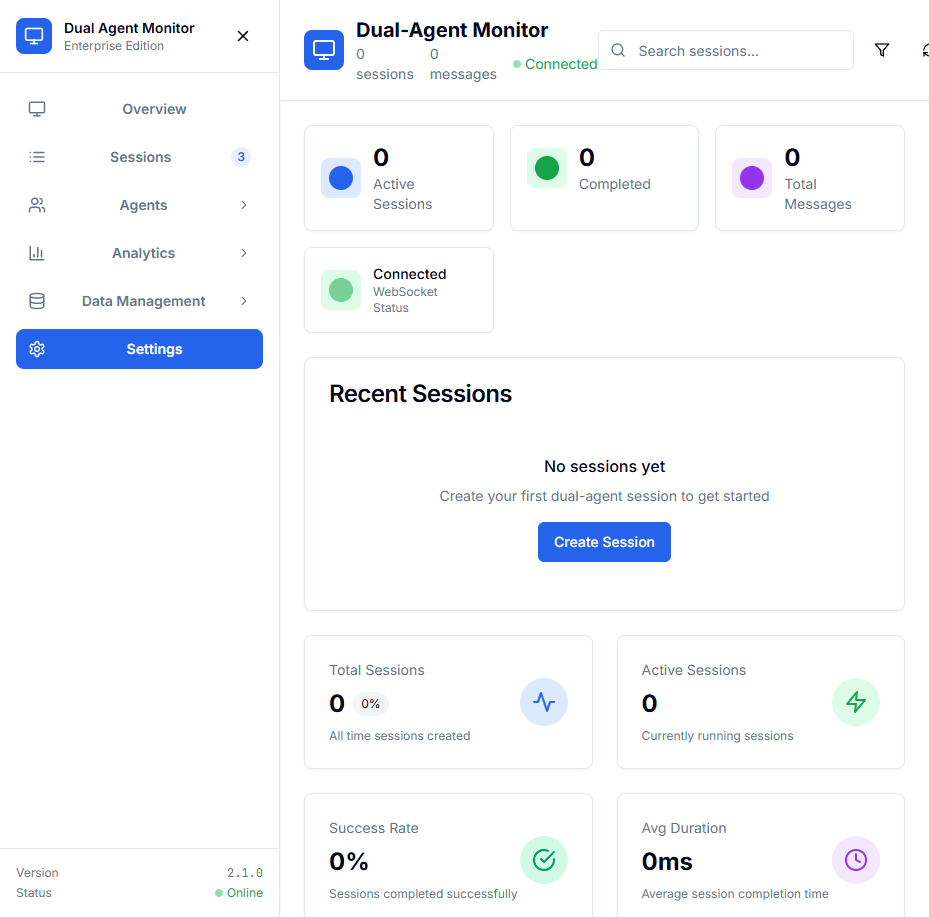 Dual Agent Monitor
Enterprise Edition
Overview
Sessions 3
Agents
Analytics
Data Management
Settings
Version 2.1.0
Status Online
Dual-Agent Monitor
0 sessions
0 messages
Connected
Search sessions...
0
Active
Sessions
0
Completed
0
Total
Messages
Connected
WebSocket
Status
Recent Sessions
No sessions yet
Create your first dual-agent session to get started
Create Session
Total Sessions
0 0%
All time sessions created
Active Sessions
0
Currently running sessions
Success Rate
0%
Sessions completed successfully
Avg Duration
0ms
Average session completion time